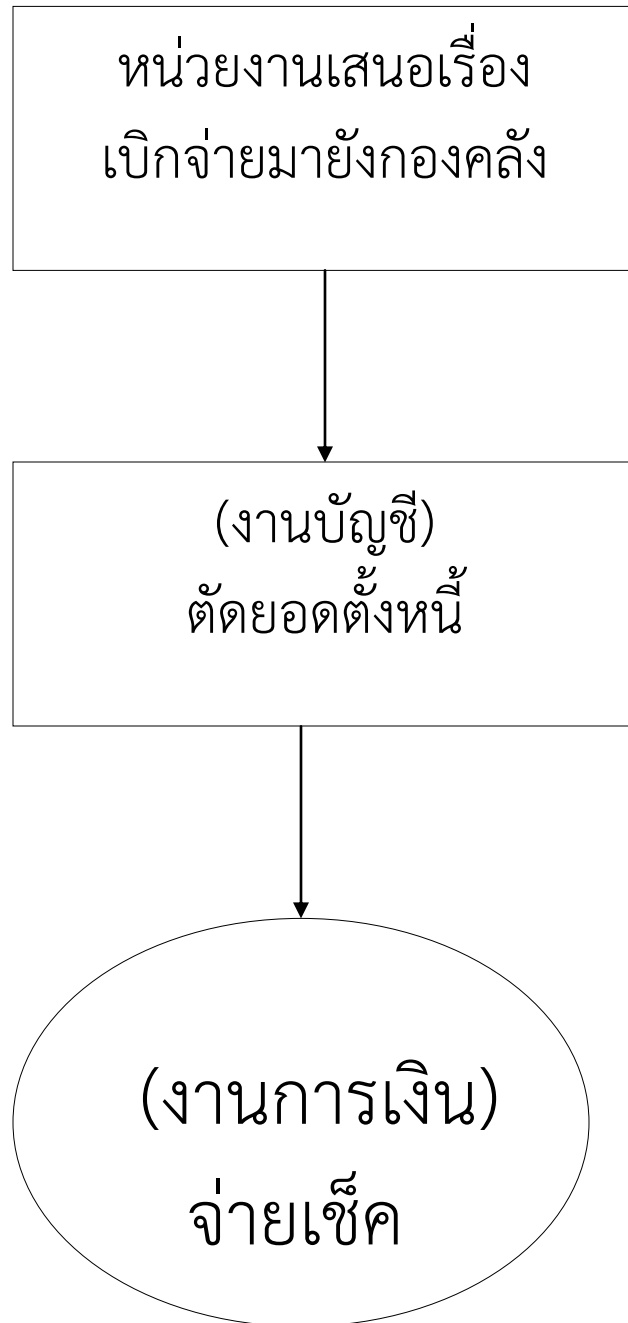 หน่วยงานเสนอเรื่อง
เบิกจ่ายมายังกองคลัง
(งานบัญชี)
ตัดยอดตั้งหนี้
(งานการเงิน)
จ่ายเช็ค